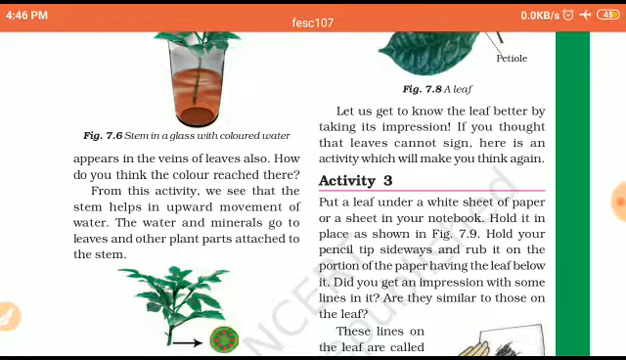 4:46 PM
0.0KB/s
45
fesc107
Fig. 7.6 Stem in a glass with coloured water
appears in the veins of leaves also. How
do you think the colour reached there?
From this activity, we see that the
stem helps in upward movement of
water. The water and minerals go to
leaves and other plant parts attached to
the stem.
Petiole
Fig. 7.8 A leaf
Let us get to know the leaf better by
taking its impression! If you thought
that leaves cannot sign, here is an
activity which will make you think again.
Activity 3
Put a leaf under a white sheet of paper
or a sheet in your notebook. Hold it in
place as shown in Fig. 7.9. Hold your
pencil tip sideways and rub it on the
portion of the paper having the leaf below
it. Did you get an impression with some
lines in it? Are they similar to those on
the leaf?
These lines on
the leaf are called
NCERT